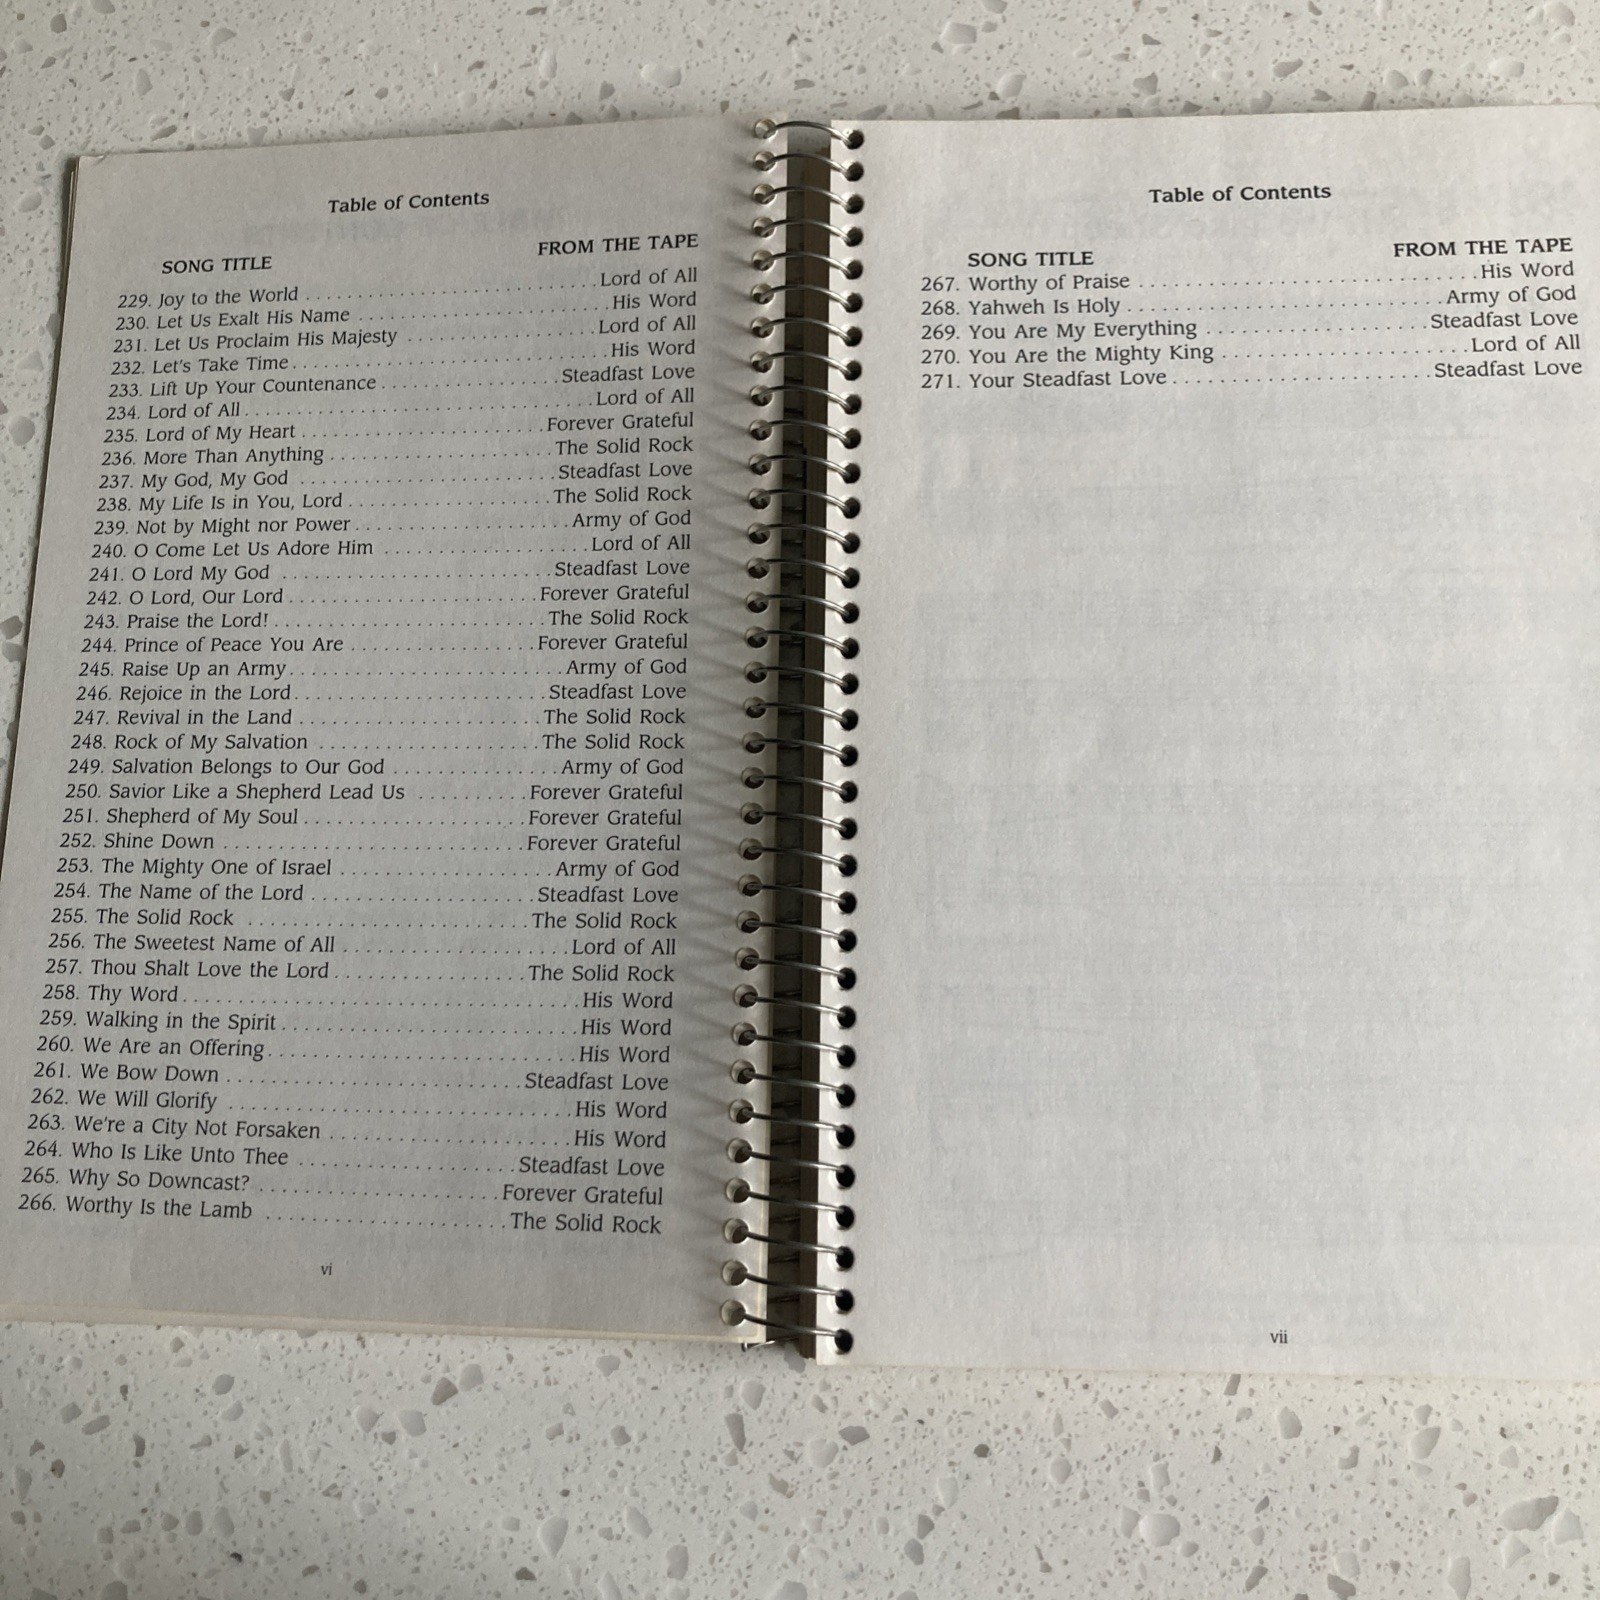 Table of Contents
SONG TITLE FROM THE TAPE
229. Joy to the World . . . . . . . . . . . . . . . . . . . . . . . . . . . . . . Lord of All
230. Let Us Exalt His Name . . . . . . . . . . . . . . . . . . . . . . . . His Word
231. Let Us Proclaim His Majesty . . . . . . . . . . . . . . . . . . Lord of All
232. Let's Take Time . . . . . . . . . . . . . . . . . . . . . . . . . . . . . . His Word
233. Lift Up Your Countenance . . . . . . . . . . . . . . . . . Steadfast Love
234. Lord of All . . . . . . . . . . . . . . . . . . . . . . . . . . . . . . . . . Lord of All
235. Lord of My Heart . . . . . . . . . . . . . . . . . . . . . . . Forever Grateful
236. More Than Anything . . . . . . . . . . . . . . . . . . . . . The Solid Rock
237. My God, My God . . . . . . . . . . . . . . . . . . . . . . . . Steadfast Love
238. My Life Is in You, Lord . . . . . . . . . . . . . . . . . . . The Solid Rock
239. Not by Might nor Power . . . . . . . . . . . . . . . . . . . . Army of God
240. O Come Let Us Adore Him . . . . . . . . . . . . . . . . . . . Lord of All
241. O Lord My God . . . . . . . . . . . . . . . . . . . . . . . . . Steadfast Love
242. O Lord, Our Lord . . . . . . . . . . . . . . . . . . . . . . . Forever Grateful
243. Praise the Lord! . . . . . . . . . . . . . . . . . . . . . . . . . The Solid Rock
244. Prince of Peace You Are . . . . . . . . . . . . . . . . . Forever Grateful
245. Raise Up an Army . . . . . . . . . . . . . . . . . . . . . . . . . Army of God
246. Rejoice in the Lord . . . . . . . . . . . . . . . . . . . . . . . Steadfast Love
247. Revival in the Land . . . . . . . . . . . . . . . . . . . . . . The Solid Rock
248. Rock of My Salvation . . . . . . . . . . . . . . . . . . . . The Solid Rock
249. Salvation Belongs to Our God . . . . . . . . . . . . . . . Army of God
250. Savior Like a Shepherd Lead Us . . . . . . . . . . Forever Grateful
251. Shepherd of My Soul . . . . . . . . . . . . . . . . . . . . Forever Grateful
252. Shine Down . . . . . . . . . . . . . . . . . . . . . . . . . . . Forever Grateful
253. The Mighty One of Israel . . . . . . . . . . . . . . . . . . . Army of God
254. The Name of the Lord . . . . . . . . . . . . . . . . . . . . Steadfast Love
255. The Solid Rock . . . . . . . . . . . . . . . . . . . . . . . . . The Solid Rock
256. The Sweetest Name of All . . . . . . . . . . . . . . . . . . . . Lord of All
257. Thou Shalt Love the Lord . . . . . . . . . . . . . . . . . The Solid Rock
258. Thy Word . . . . . . . . . . . . . . . . . . . . . . . . . . . . . . . . . . . His Word
259. Walking in the Spirit . . . . . . . . . . . . . . . . . . . . . . . . . . His Word
260. We Are an Offering . . . . . . . . . . . . . . . . . . . . . . . . . . . His Word
261. We Bow Down . . . . . . . . . . . . . . . . . . . . . . . . . . Steadfast Love
262. We Will Glorify . . . . . . . . . . . . . . . . . . . . . . . . . . . . . . His Word
263. We're a City Not Forsaken . . . . . . . . . . . . . . . . . . . . . His Word
264. Who Is Like Unto Thee . . . . . . . . . . . . . . . . . . . Steadfast Love
265. Why So Downcast? . . . . . . . . . . . . . . . . . . . . . Forever Grateful
266. Worthy Is the Lamb . . . . . . . . . . . . . . . . . . . . . The Solid Rock
vi
Table of Contents
SONG TITLE FROM THE TAPE
267. Worthy of Praise . . . . . . . . . . . . . . . . . . . . . . . . . . . . . His Word
268. Yahweh Is Holy . . . . . . . . . . . . . . . . . . . . . . . . . . . Army of God
269. You Are My Everything . . . . . . . . . . . . . . . . . . . Steadfast Love
270. You Are the Mighty King . . . . . . . . . . . . . . . . . . . . . Lord of All
271. Your Steadfast Love . . . . . . . . . . . . . . . . . . . . . . Steadfast Love
vii